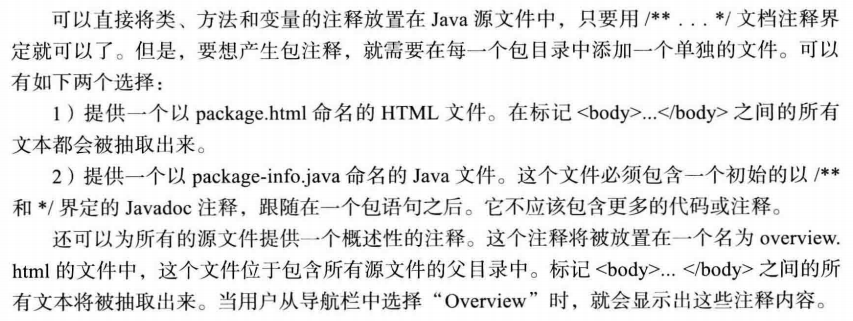 可以直接将类、方法和变量的注释放置在 Java 源文件中，只要用 /** . . . */ 文档注释界
定就可以了。但是，要想产生包注释，就需要在每一个包目录中添加一个单独的文件。可以
有如下两个选择：
1）提供一个以 package.html 命名的 HTML 文件。在标记 <body>...</body> 之间的所有
文本都会被抽取出来。
2）提供一个以 package-info.java 命名的 Java 文件。这个文件必须包含一个初始的以 /**
和 */ 界定的 Javadoc 注释，跟随在一个包语句之后。它不应该包含更多的代码或注释。
还可以为所有的源文件提供一个概述性的注释。这个注释将被放置在一个名为 overview.
html 的文件中，这个文件位于包含所有源文件的父目录中。标记 <body>... </body> 之间的所
有文本将被抽取出来。当用户从导航栏中选择“Overview”时，就会显示出这些注释内容。